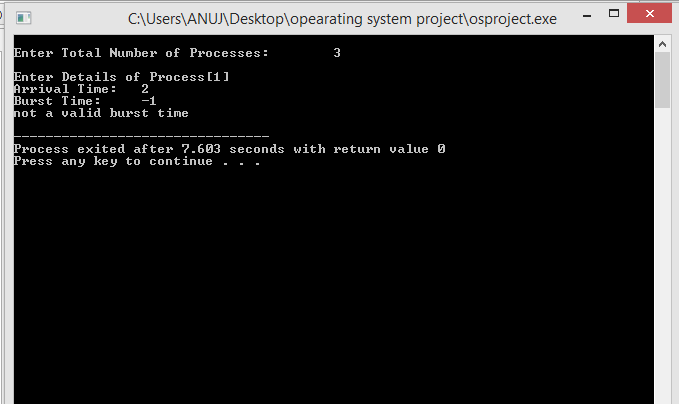 C:\Users\ANUJ\Desktop\opearating system project\osproject.exe
Enter Total Number of Processes: 3
Enter Details of Process[1]
Arrival Time: 2
Burst Time: -1
not a valid burst time
--------------------------------
Process exited after 7.603 seconds with return value 0
Press any key to continue . . .